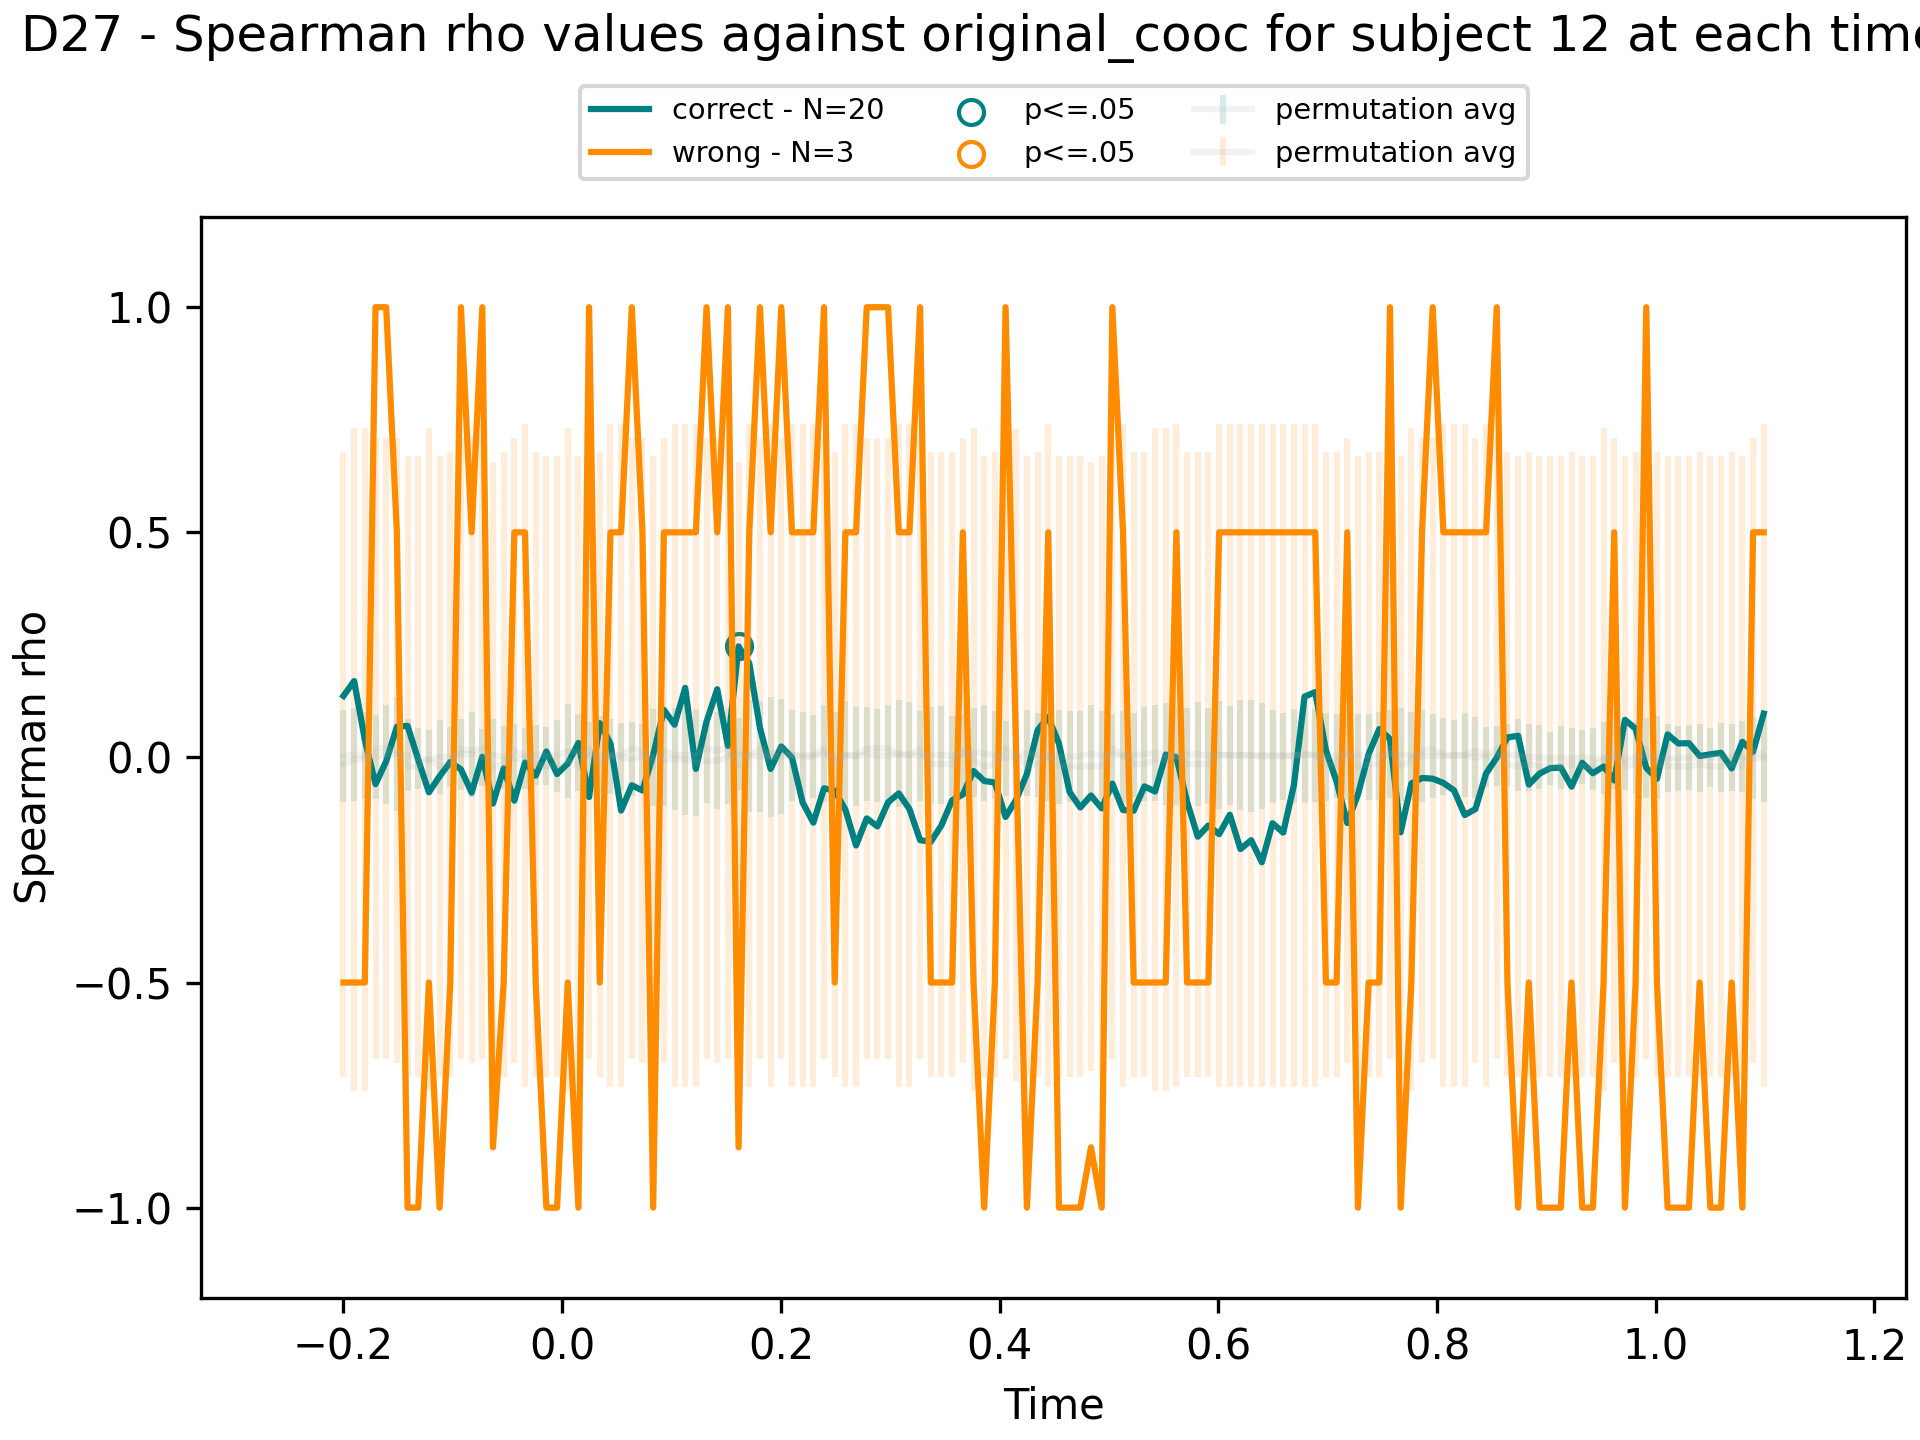 D27 - Spearman rho values against original_cooc for subject 12 at each time
correct - N=20 p<=.05 permutation avg
wrong - N=3 p<=.05 permutation avg
1.0
0.5
0.0
−0.5
−1.0
Spearman rho
−0.2 0.0 0.2 0.4 0.6 0.8 1.0 1.2
Time